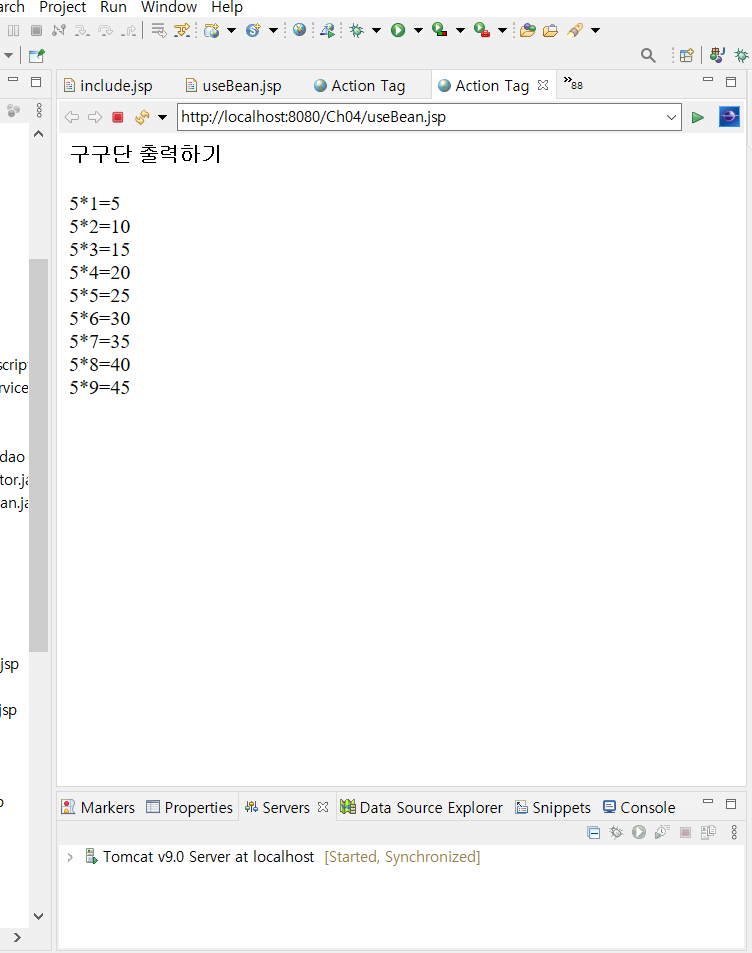 arch Project Run Window Help
include.jsp useBean.jsp Action Tag Action Tag »88
http://localhost:8080/Ch04/useBean.jsp
구구단 출력하기
5*1=5
5*2=10
5*3=15
5*4=20
5*5=25
5*6=30
5*7=35
5*8=40
5*9=45
script
rvice
dao
tor.ja
an.ja
jsp
jsp
Markers Properties Servers Data Source Explorer Snippets Console
Tomcat v9.0 Server at localhost [Started, Synchronized]